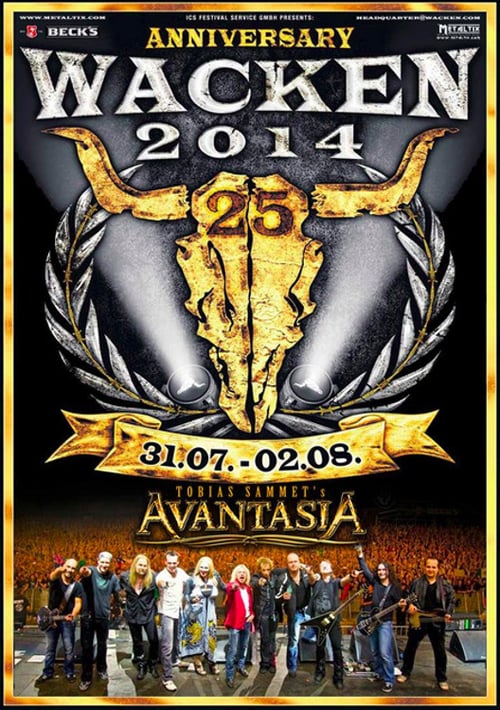 WWW.METALTIX.COM
ICS FESTIVAL SERVICE GMBH PRESENTS:
HEADQUARTER@WACKEN.COM
BECK'S
METALTIX
ANNIVERSARY
WACKEN
2014
25
31.07.-02.08.
TOBIAS SAMMET's
AVANTASIA